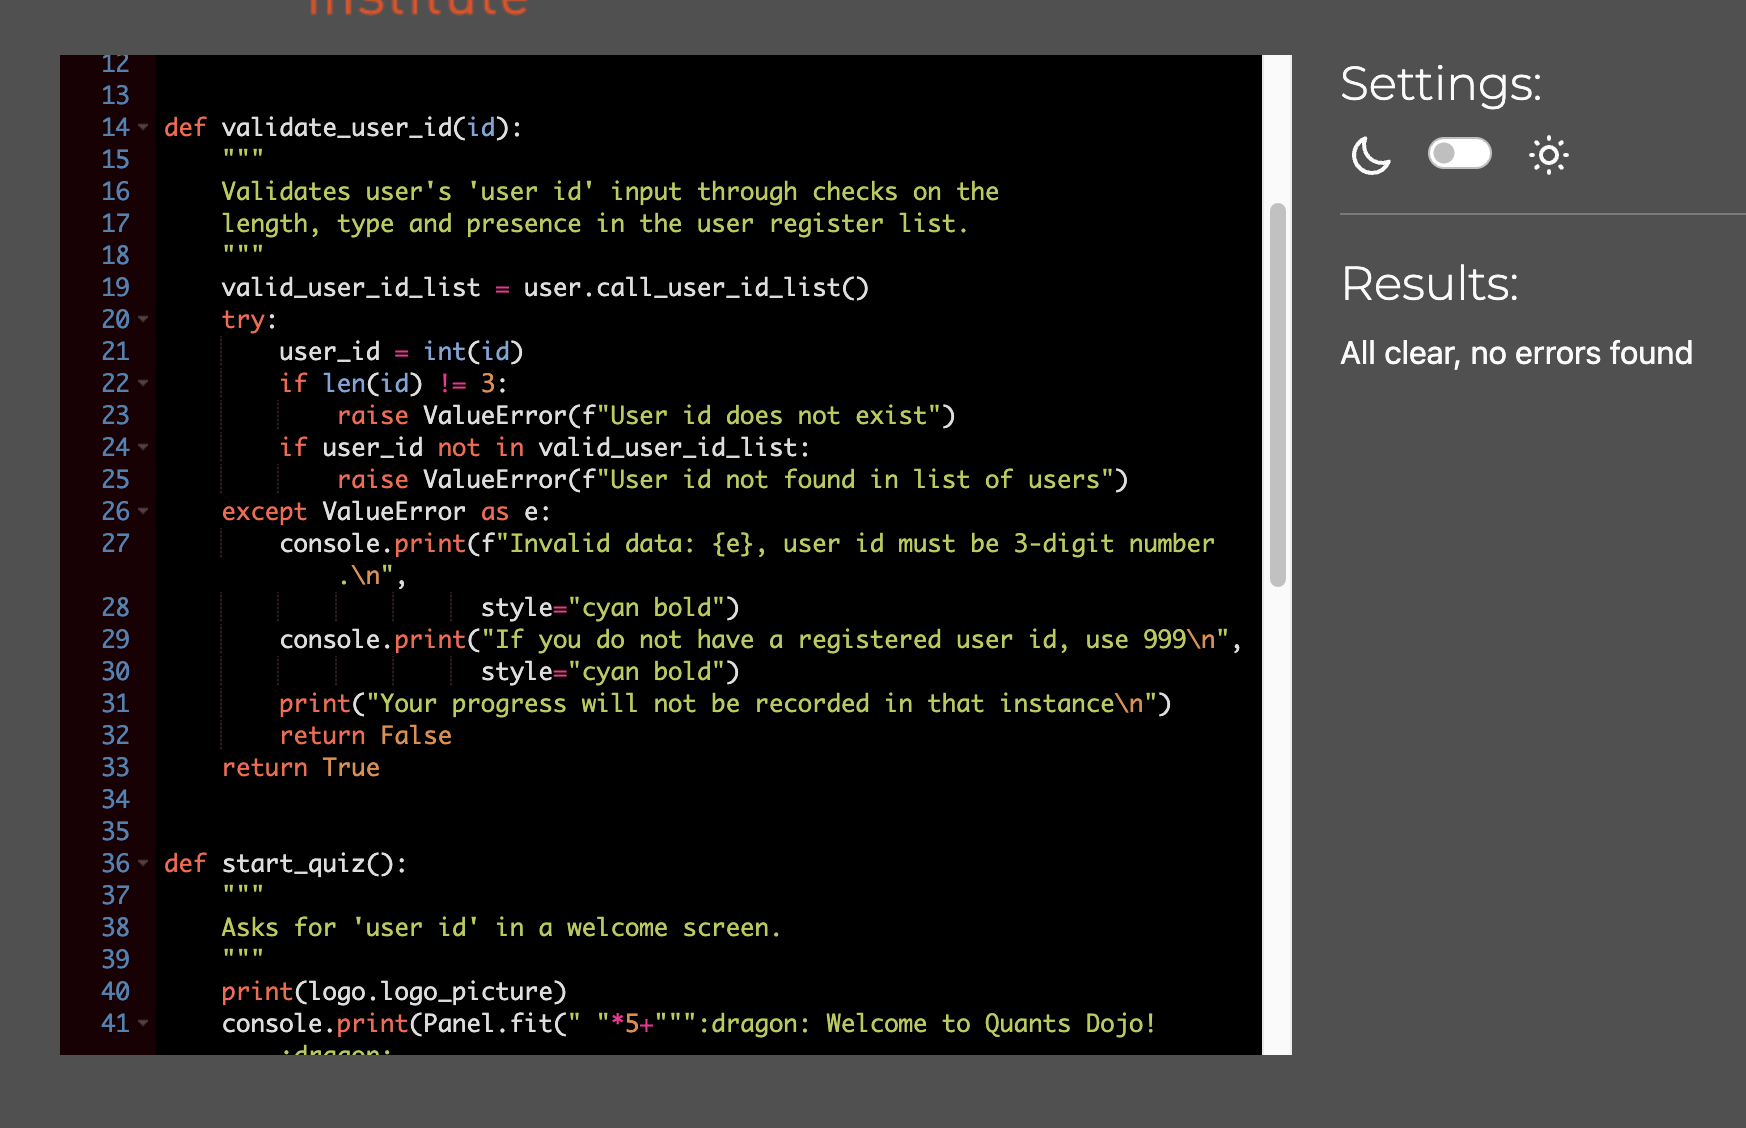 institute
12
13
14 def validate_user_id(id):
15 """
16 Validates user's 'user id' input through checks on the
17 length, type and presence in the user register list.
18 """
19 valid_user_id_list = user.call_user_id_list()
20 try:
21 user_id = int(id)
22 if len(id) != 3:
23 raise ValueError(f"User id does not exist")
24 if user_id not in valid_user_id_list:
25 raise ValueError(f"User id not found in list of users")
26 except ValueError as e:
27 console.print(f"Invalid data: {e}, user id must be 3-digit number
.\n",
28 style="cyan bold")
29 console.print("If you do not have a registered user id, use 999\n",
30 style="cyan bold")
31 print("Your progress will not be recorded in that instance\n")
32 return False
33 return True
34
35
36 def start_quiz():
37 """
38 Asks for 'user id' in a welcome screen.
39 """
40 print(logo.logo_picture)
41 console.print(Panel.fit(" "*5+""":dragon: Welcome to Quants Dojo!
:dragon:
Settings:
Results:
All clear, no errors found